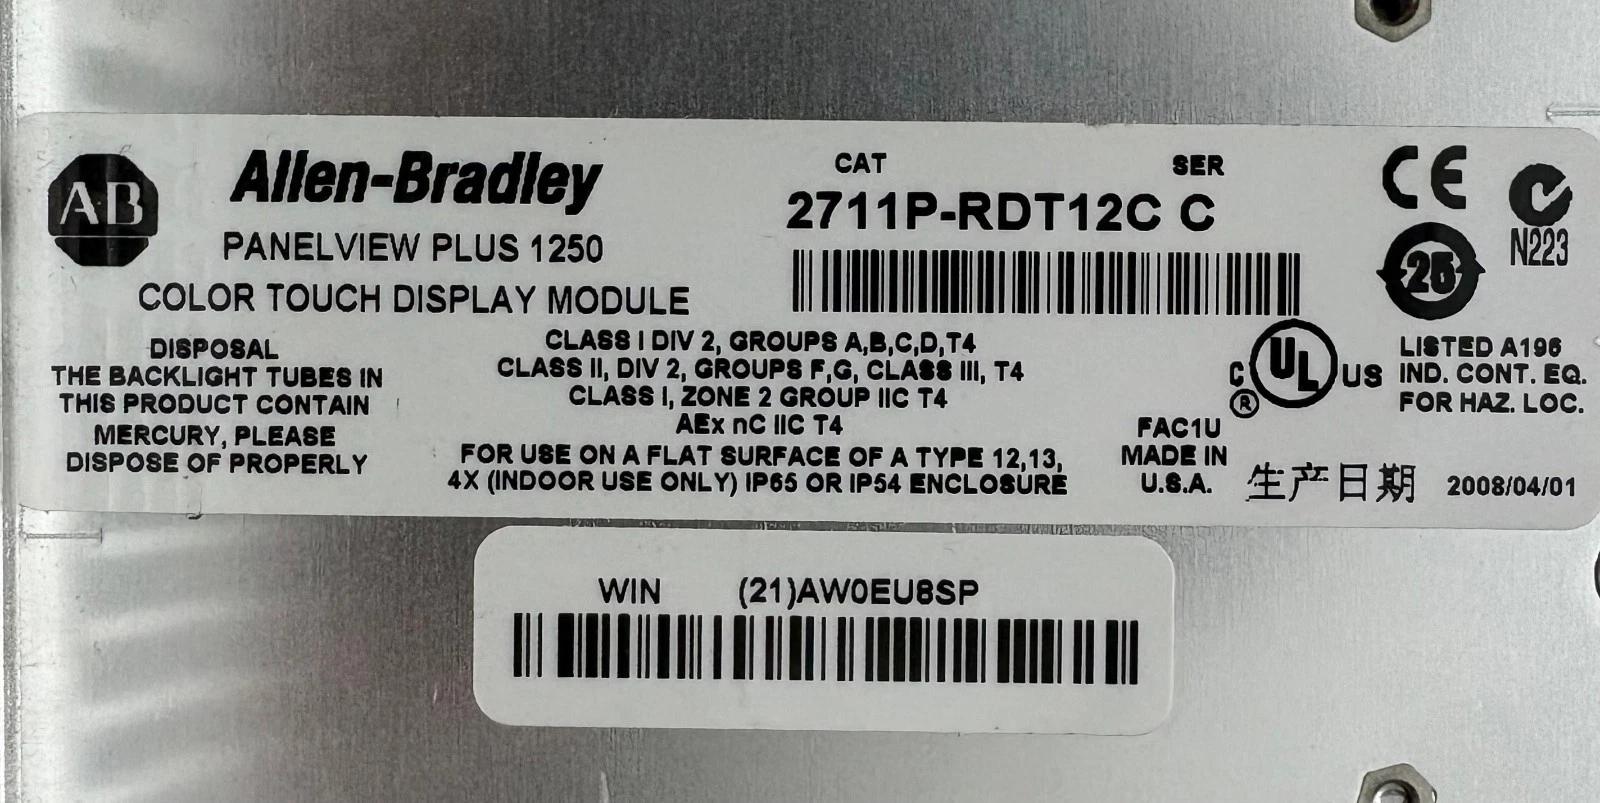 AB
Allen-Bradley
PANELVIEW PLUS 1250
COLOR TOUCH DISPLAY MODULE
DISPOSAL
THE BACKLIGHT TUBES IN
THIS PRODUCT CONTAIN
MERCURY, PLEASE
DISPOSE OF PROPERLY
CAT SER
2711P-RDT12C C
CLASS I DIV 2, GROUPS A,B,C,D,T4
CLASS II, DIV 2, GROUPS F,G, CLASS III, T4
CLASS I, ZONE 2 GROUP IIC T4
AEx nC IIC T4
FOR USE ON A FLAT SURFACE OF A TYPE 12,13,
4X (INDOOR USE ONLY) IP65 OR IP54 ENCLOSURE
FAC1U
MADE IN
U.S.A.
CE
N223
25
C UL US
®
LISTED A196
IND. CONT. EQ.
FOR HAZ. LOC.
生产日期 2008/04/01
WIN (21)AW0EU8SP